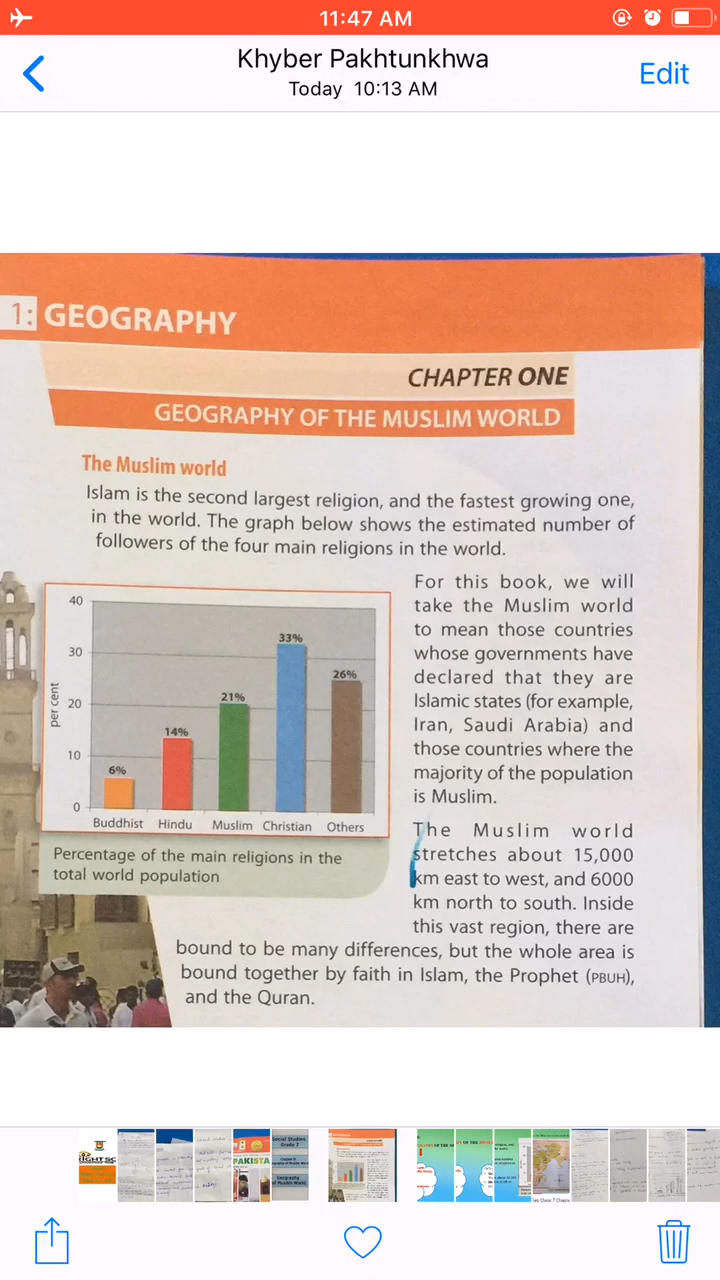 11:47 AM
Khyber Pakhtunkhwa
Today 10:13 AM
Edit
1: GEOGRAPHY
CHAPTER ONE
GEOGRAPHY OF THE MUSLIM WORLD
The Muslim world
Islam is the second largest religion, and the fastest growing one,
in the world. The graph below shows the estimated number of
followers of the four main religions in the world.
40
30
20
10
0
per cent
6%
14%
21%
33%
26%
Buddhist Hindu Muslim Christian Others
Percentage of the main religions in the
total world population
For this book, we will
take the Muslim world
to mean those countries
whose governments have
declared that they are
Islamic states (for example,
Iran, Saudi Arabia) and
those countries where the
majority of the population
is Muslim.
The Muslim world
stretches about 15,000
km east to west, and 6000
km north to south. Inside
this vast region, there are
bound to be many differences, but the whole area is
bound together by faith in Islam, the Prophet (PBUH),
and the Quran.
PAKISTA
Social Studies
Grade 7